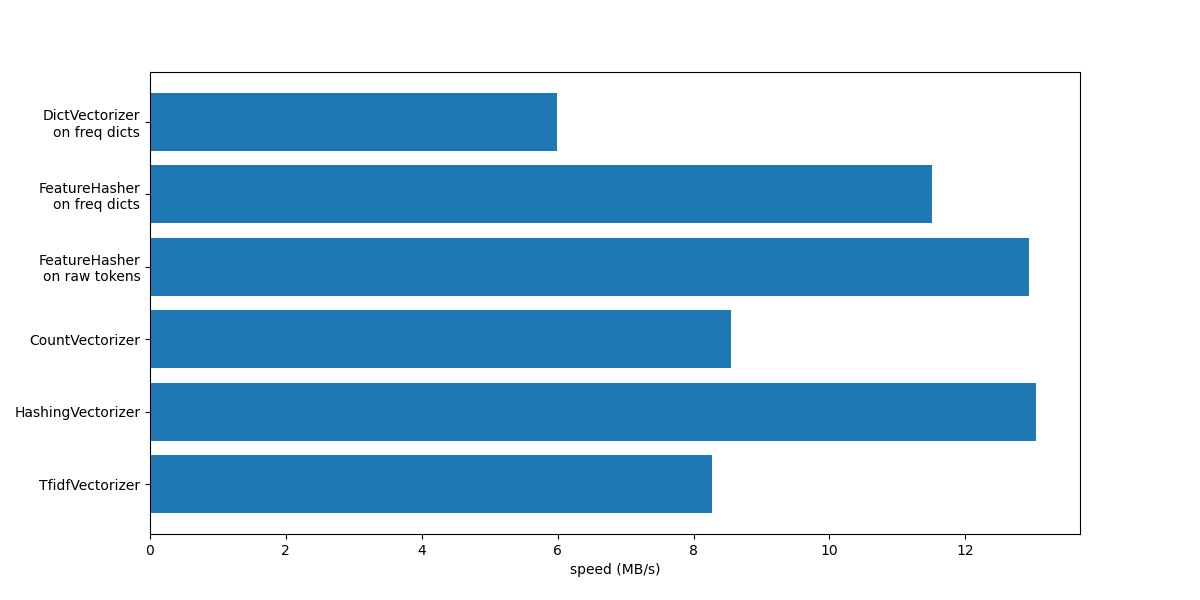 DictVectorizer
on freq dicts
FeatureHasher
on freq dicts
FeatureHasher
on raw tokens
CountVectorizer
HashingVectorizer
TfidfVectorizer
0 2 4 6 8 10 12
speed (MB/s)